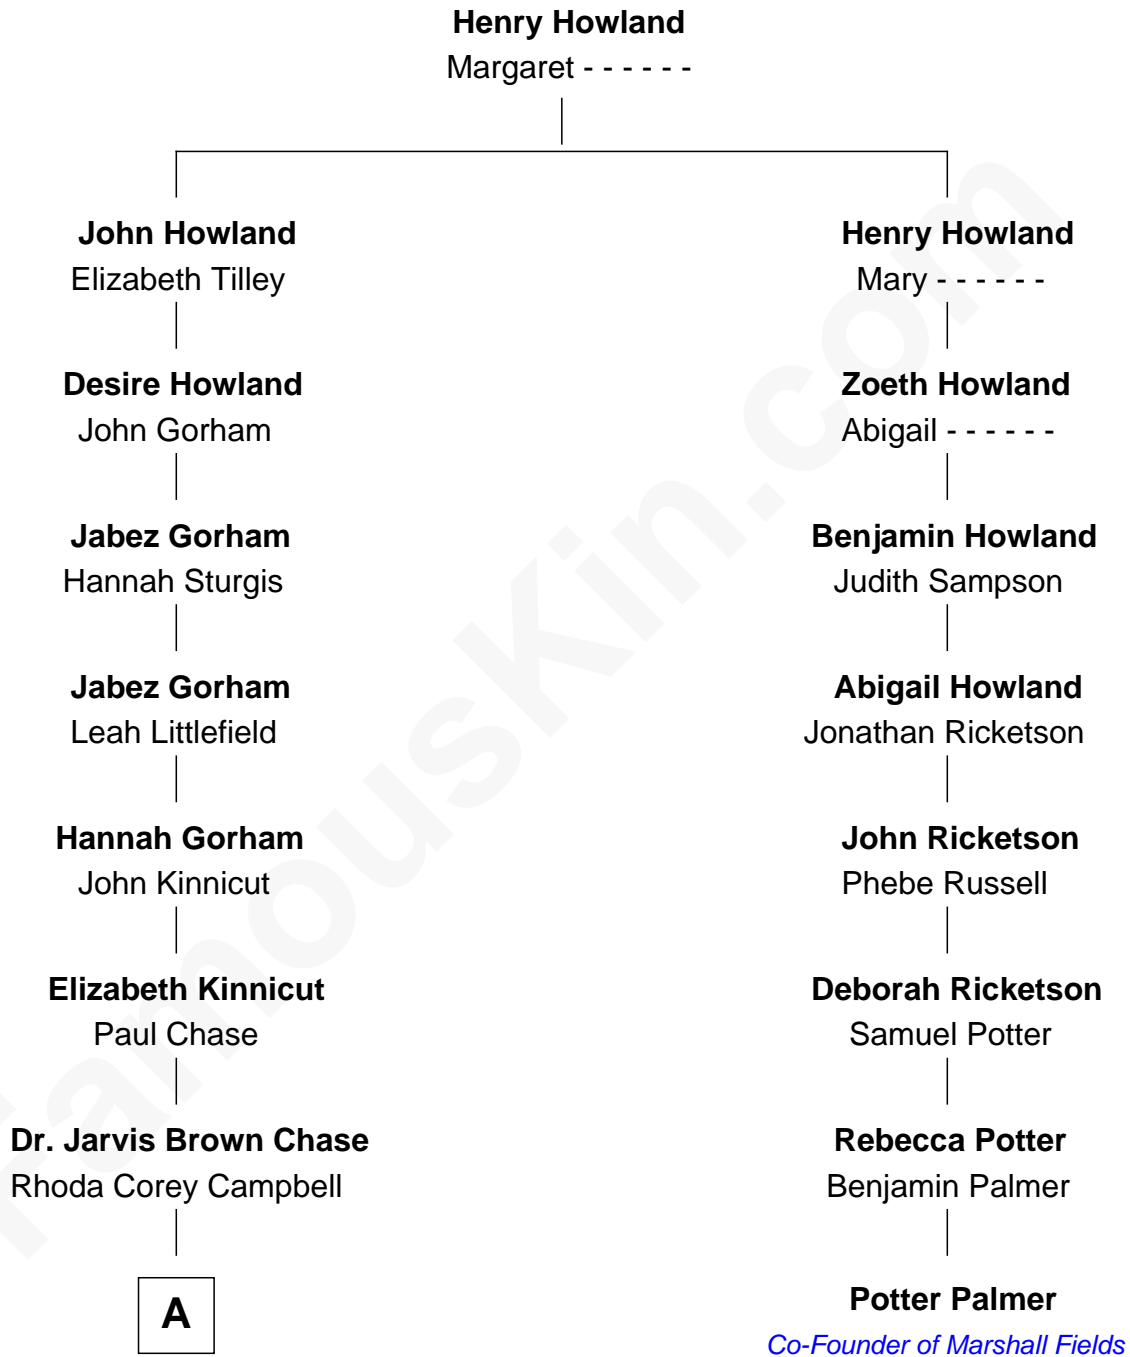 Henry Howland
Margaret - - - - - -
John Howland
Elizabeth Tilley
Henry Howland
Mary - - - - - -
Desire Howland
John Gorham
Zoeth Howland
Abigail - - - - - -
Jabez Gorham
Hannah Sturgis
Benjamin Howland
Judith Sampson
Jabez Gorham
Leah Littlefield
Abigail Howland
Jonathan Ricketson
Hannah Gorham
John Kinnicut
John Ricketson
Phebe Russell
Elizabeth Kinnicut
Paul Chase
Deborah Ricketson
Samuel Potter
Dr. Jarvis Brown Chase
Rhoda Corey Campbell
Rebecca Potter
Benjamin Palmer
A
Potter Palmer
Co-Founder of Marshall Fields
FamousKin.com